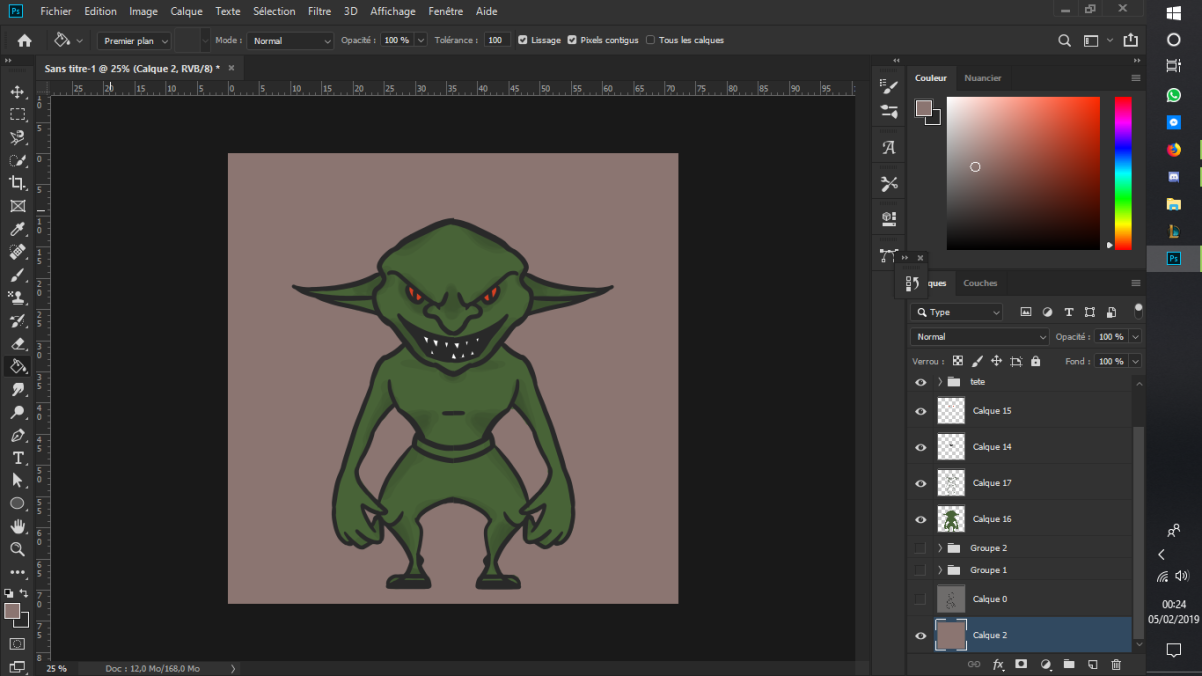 Ps Fichier Edition Image Calque Texte Sélection Filtre 3D Affichage Fenêtre Aide
Premier plan Mode : Normal Opacité : 100 % Tolérance : 100 Lissage Pixels contigus Tous les calques
Sans titre-1 @ 25% (Calque 2, RVB/8) * ×
25 20 15 10 5 0 5 10 15 20 25 30 35 40 45 50 55 60 65 70 75 80 85 90 95
Couleur Nuancier
ques Couches
Type
Normal Opacité : 100 %
Verrou : Fond : 100 %
tete
Calque 15
Calque 14
Calque 17
Calque 16
Groupe 2
Groupe 1
Calque 0
Calque 2
25 % Doc : 12,0 Mo/168,0 Mo
Ps
00:24
05/02/2019